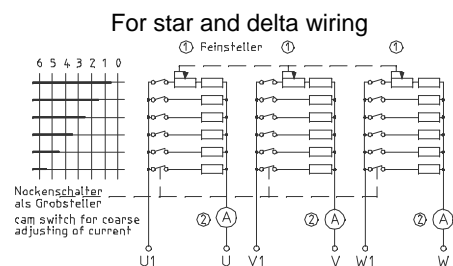 For star and delta wiring
① Feinsteller ① ①
6 5 4 3 2 1 0
Nockenschalter
als Grobsteller
cam switch for coarse
adjusting of current
② A ② A ② A
U1 U V1 V W1 W